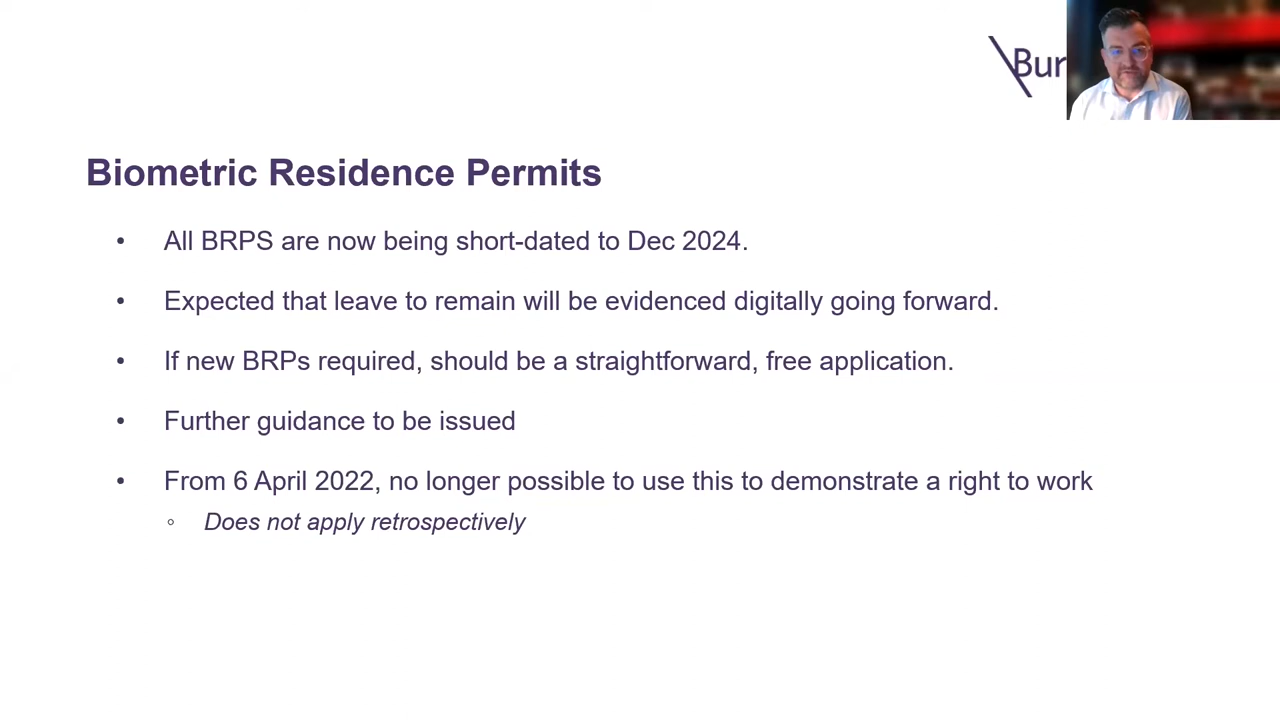 Bur
Biometric Residence Permits
• All BRPS are now being short-dated to Dec 2024.
• Expected that leave to remain will be evidenced digitally going forward.
• If new BRPs required, should be a straightforward, free application.
• Further guidance to be issued
• From 6 April 2022, no longer possible to use this to demonstrate a right to work
◦ Does not apply retrospectively